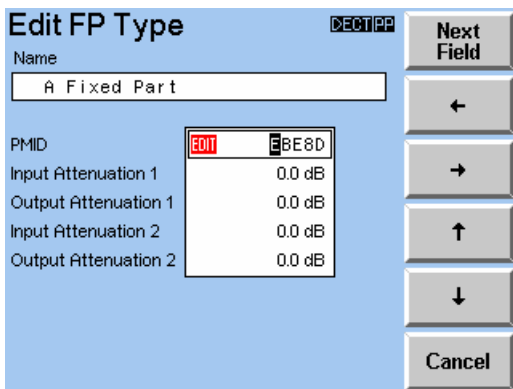 Edit FP Type
DECT PP
Name
A Fixed Part
PMID EDIT EBE8D
Input Attenuation 1 0.0 dB
Output Attenuation 1 0.0 dB
Input Attenuation 2 0.0 dB
Output Attenuation 2 0.0 dB
Next
Field
←
→
↑
↓
Cancel